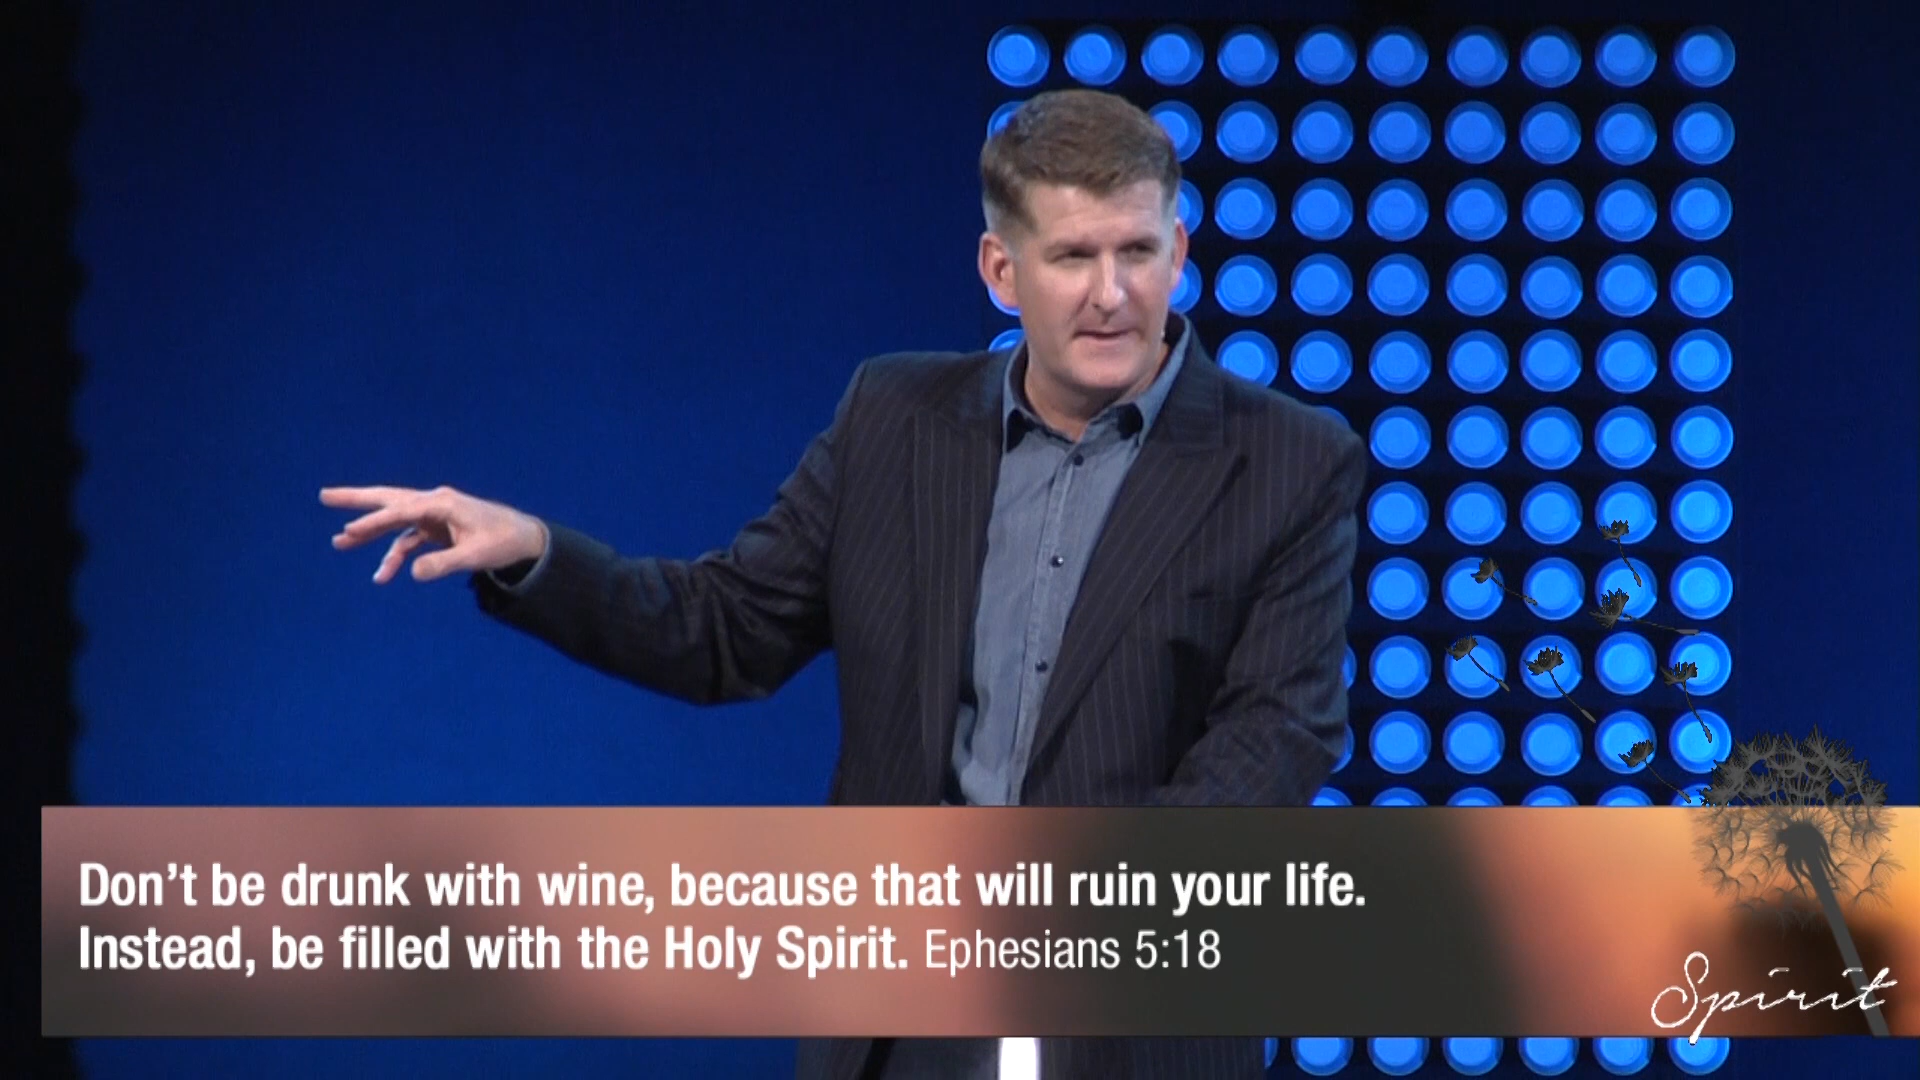 Don’t be drunk with wine, because that will ruin your life.
Instead, be filled with the Holy Spirit. Ephesians 5:18
Spirit